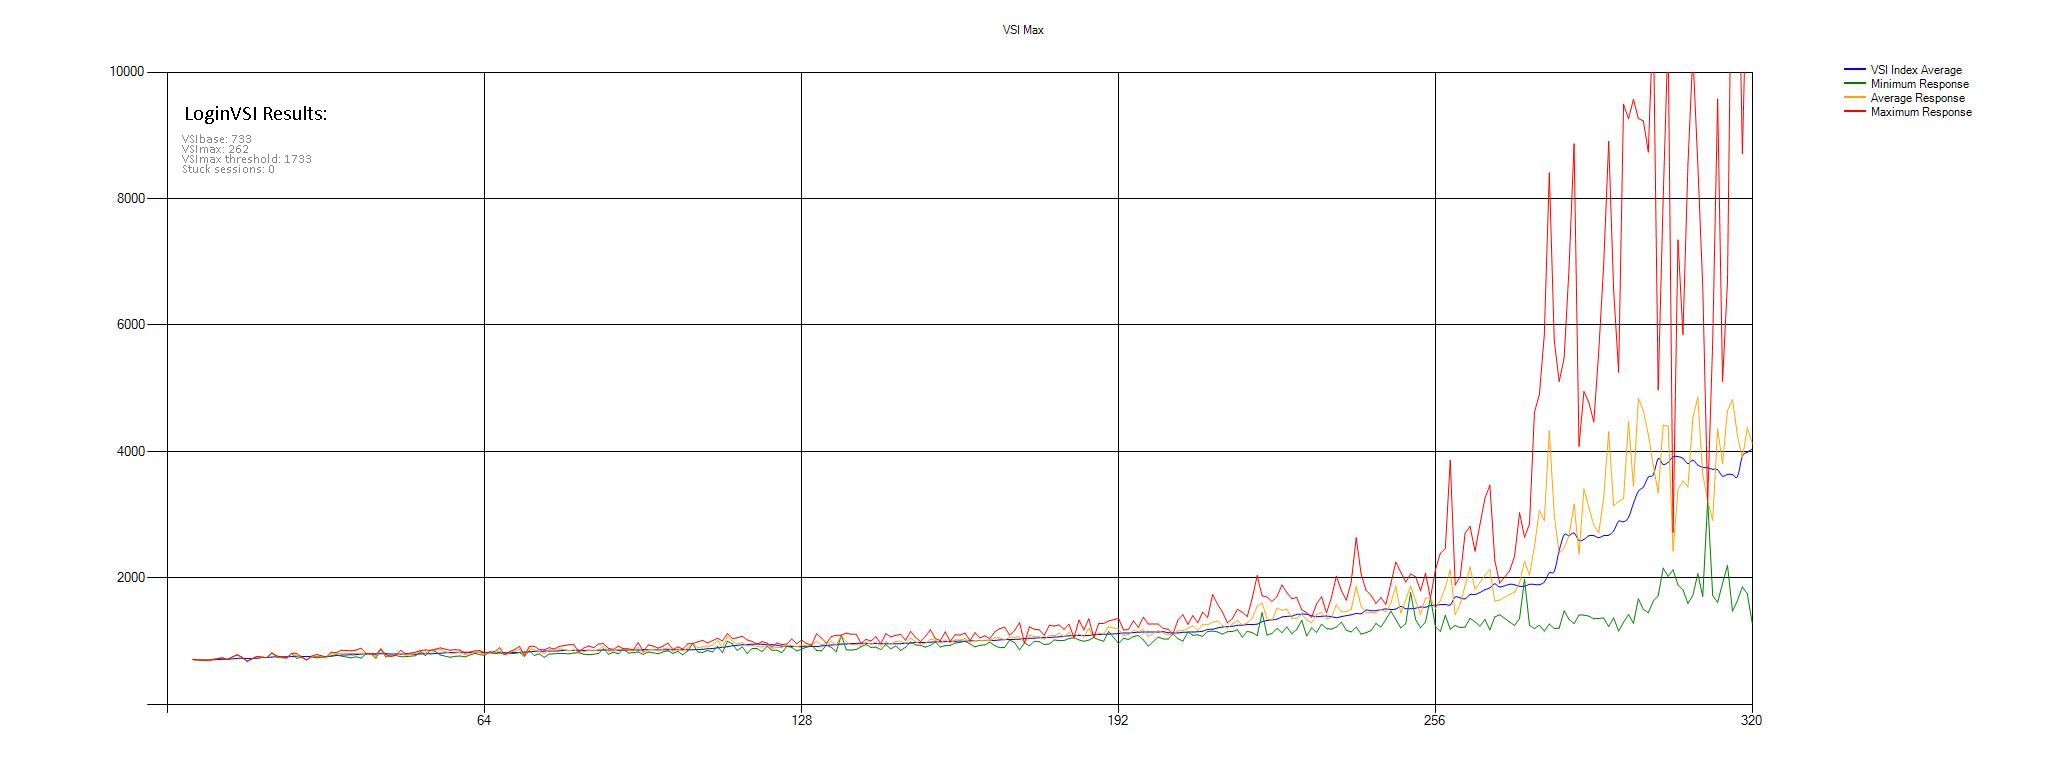 VSI Max
10000
8000
6000
4000
2000
LoginVSI Results:
VSIbase: 733
VSImax: 262
VSImax threshold: 1733
Stuck sessions: 0
64
128
192
256
320
VSI Index Average
Minimum Response
Average Response
Maximum Response